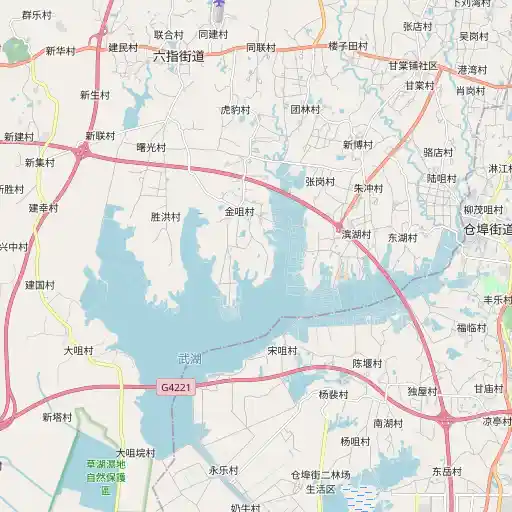 群乐村
同建村
联合村
张店村
下刘湾村
吴岗村
新华村
建民村
六指街道
同联村
楼子田村
甘棠铺社区
港湾村
甘棠村
肖岗村
新生村
虎豹村
团林村
新建村
新联村
曙光村
新傅村
骆店村
新集村
淋江村
陆咀村
张岗村
朱冲村
新胜村
建幸村
胜洪村
金咀村
柳茂咀村
仓埠街道
滨湖村
东湖村
兴中村
建国村
丰乐村
福临村
大咀村
武湖
宋咀村
陈堰村
G4221
杨裴村
独屋村
甘庙村
新塔村
南湖村
凉亭村
杨咀村
大咀垸村
草湖濕地
自然保護
區
永乐村
仓埠街二林场
生活区
东岳村
奶牛村